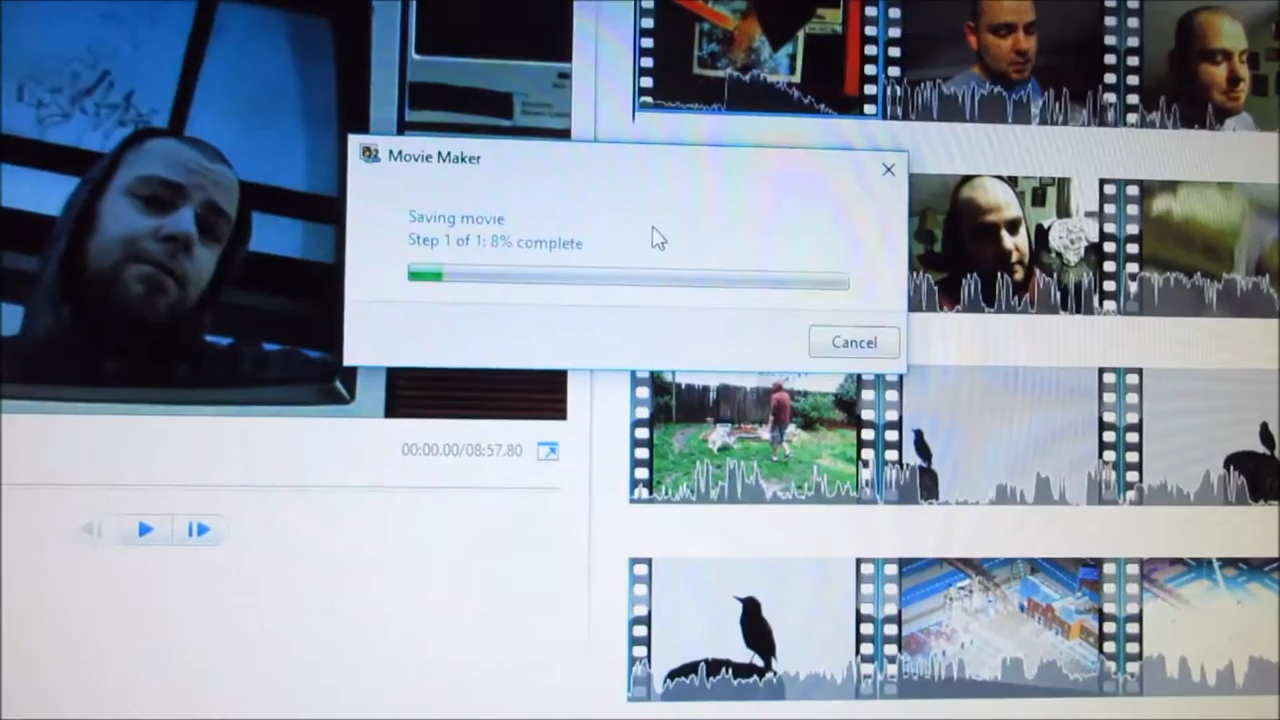 Movie Maker
Saving movie
Step 1 of 1: 8% complete
Cancel
00:00.00/08:57.80